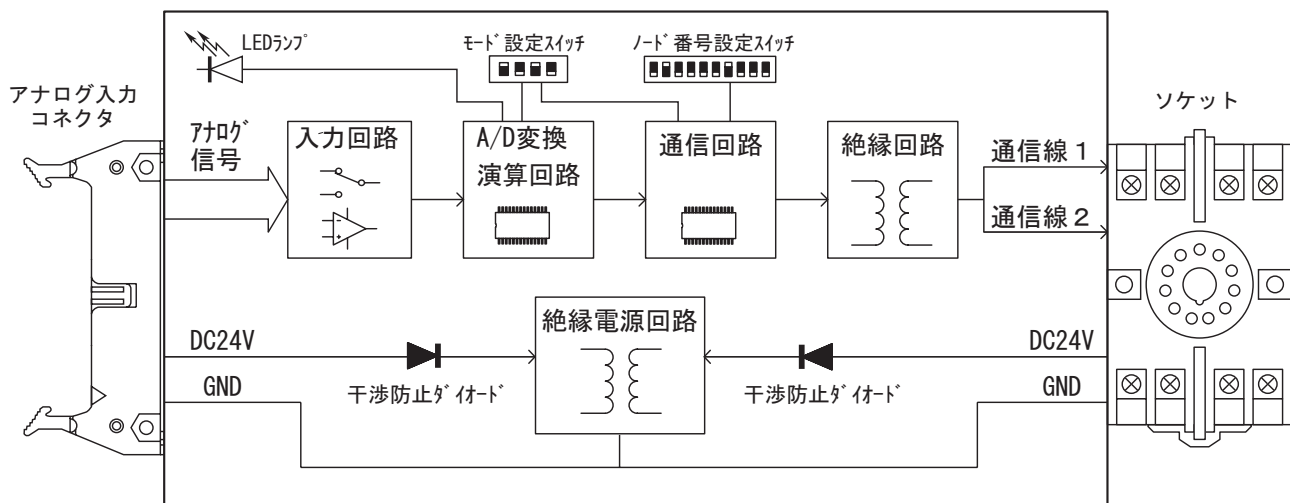 LEDﾗﾝﾌﾟ
ﾓｰﾄﾞ設定ｽｲｯﾁ
ﾉｰﾄﾞ番号設定ｽｲｯﾁ
アナログ入力
コネクタ
ソケット
ｱﾅﾛｸﾞ
信号
入力回路
A/D変換
演算回路
通信回路
絶縁回路
通信線１
通信線２
絶縁電源回路
DC24V
DC24V
干渉防止ﾀﾞｲｵｰﾄﾞ
干渉防止ﾀﾞｲｵｰﾄﾞ
GND
GND